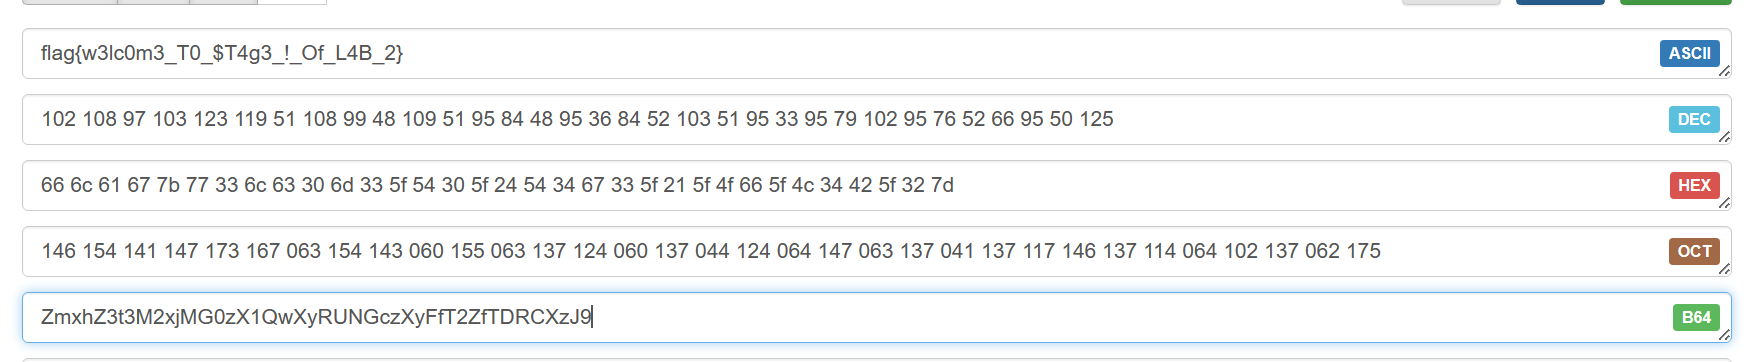 flag{w3lc0m3_T0_$T4g3_!_Of_L4B_2}
ASCII
102 108 97 103 123 119 51 108 99 48 109 51 95 84 48 95 36 84 52 103 51 95 33 95 79 102 95 76 52 66 95 50 125
DEC
66 6c 61 67 7b 77 33 6c 63 30 6d 33 5f 54 30 5f 24 54 34 67 33 5f 21 5f 4f 66 5f 4c 34 42 5f 32 7d
HEX
146 154 141 147 173 167 063 154 143 060 155 063 137 124 060 137 044 124 064 147 063 137 041 137 117 146 137 114 064 102 137 062 175
OCT
ZmxhZ3t3M2xjMG0zX1QwXyRUNGczXyFfT2ZfTDRCXzJ9
B64